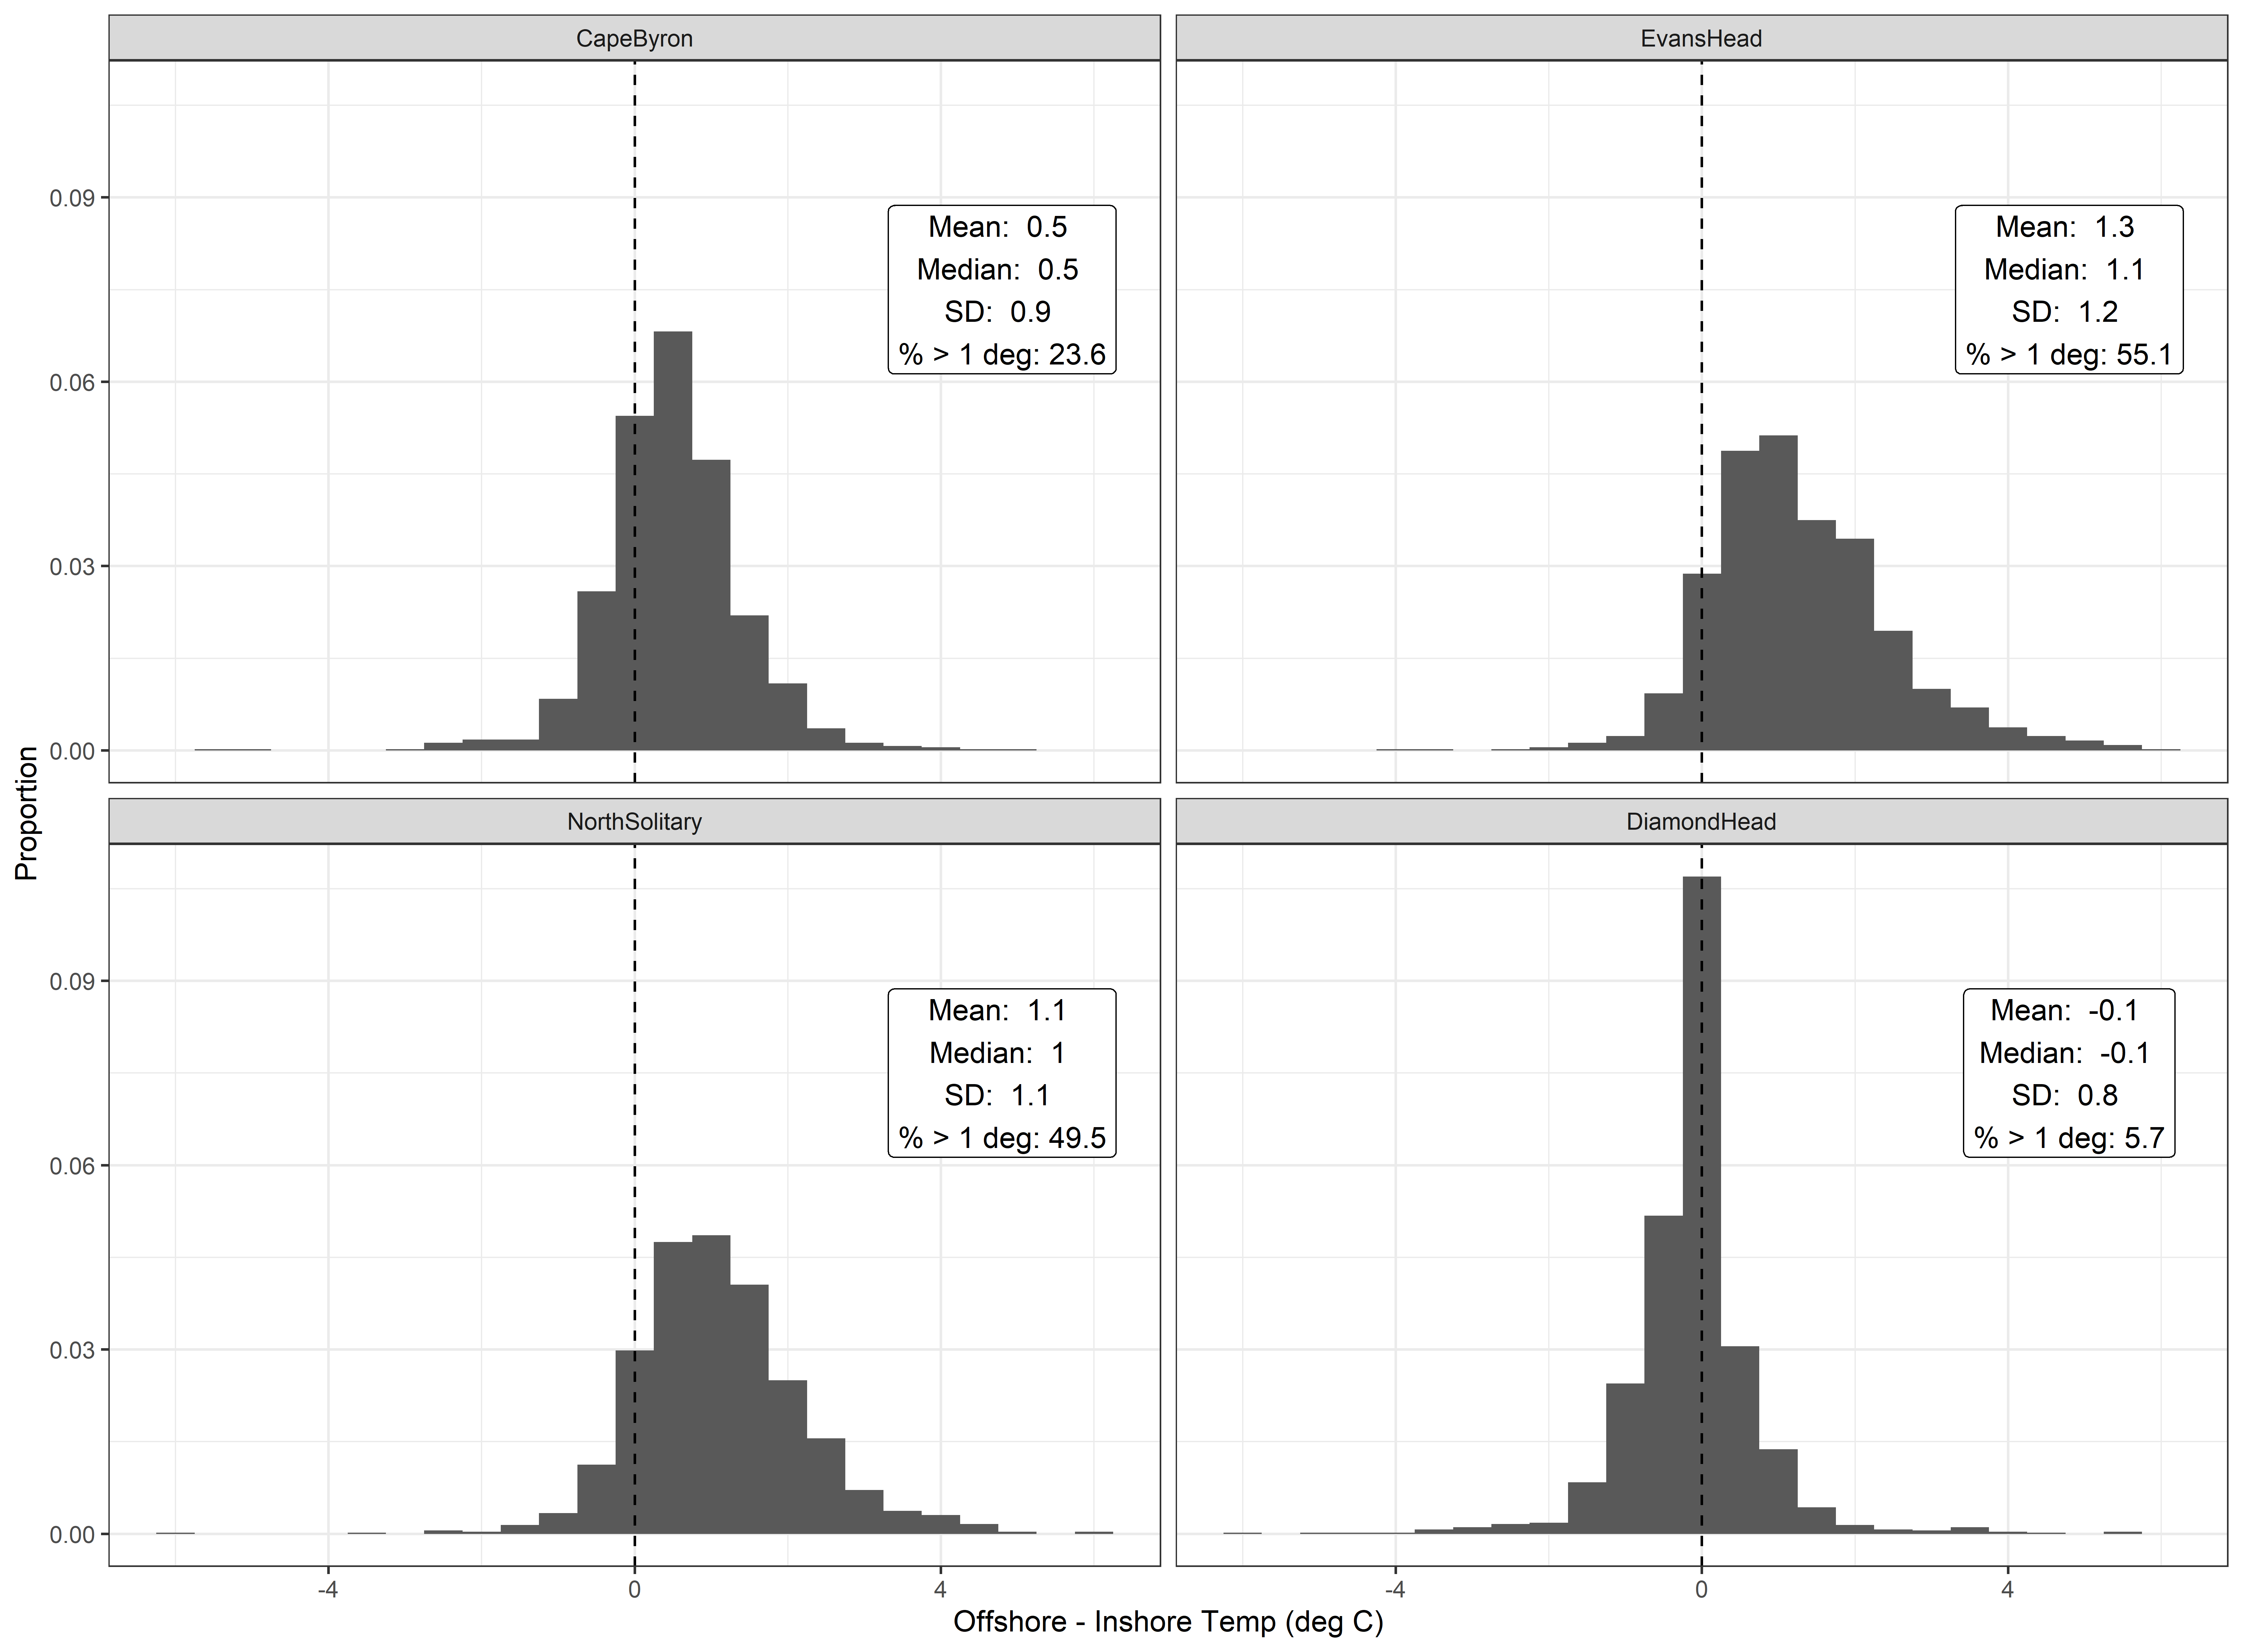 CapeByron
EvansHead
0.09
0.06
0.03
0.00
Mean: 0.5
Median: 0.5
SD: 0.9
% > 1 deg: 23.6
Mean: 1.3
Median: 1.1
SD: 1.2
% > 1 deg: 55.1
Proportion
NorthSolitary
DiamondHead
0.09
0.06
0.03
0.00
Mean: 1.1
Median: 1
SD: 1.1
% > 1 deg: 49.5
Mean: -0.1
Median: -0.1
SD: 0.8
% > 1 deg: 5.7
-4 0 4
-4 0 4
Offshore - Inshore Temp (deg C)